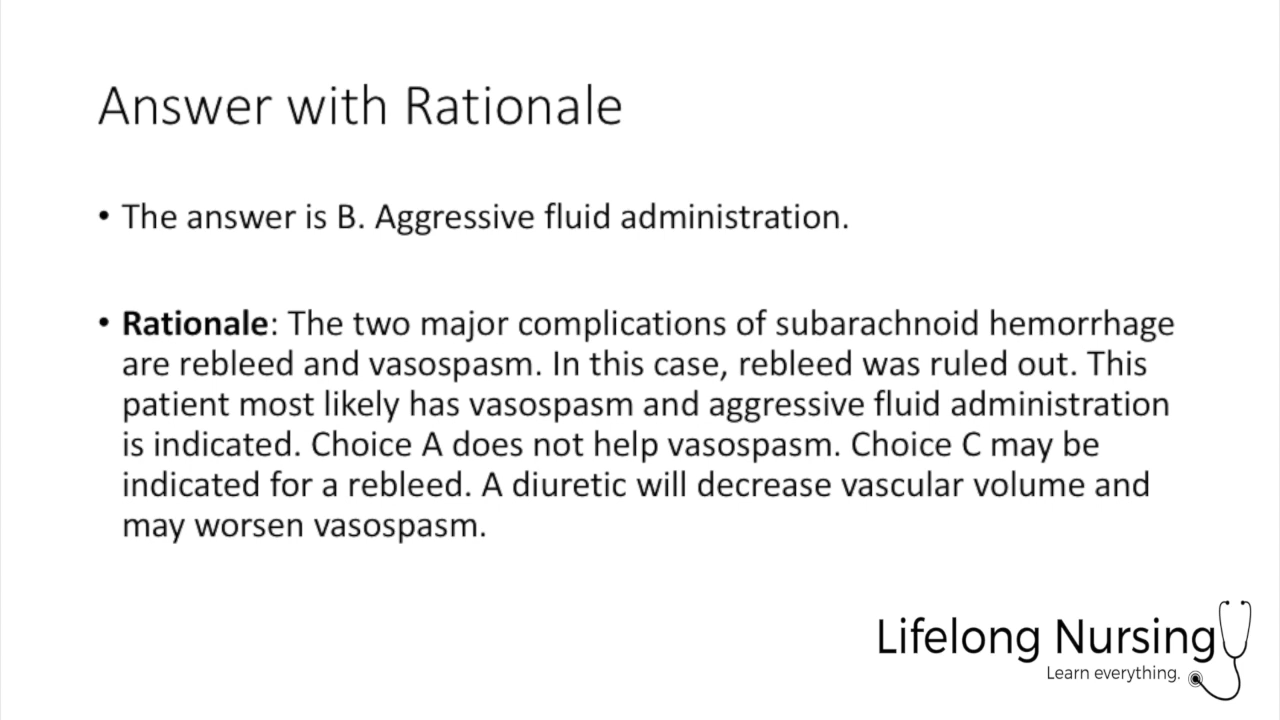 Answer with Rationale
• The answer is B. Aggressive fluid administration.
• Rationale: The two major complications of subarachnoid hemorrhage
are rebleed and vasospasm. In this case, rebleed was ruled out. This
patient most likely has vasospasm and aggressive fluid administration
is indicated. Choice A does not help vasospasm. Choice C may be
indicated for a rebleed. A diuretic will decrease vascular volume and
may worsen vasospasm.
Lifelong Nursing
Learn everything.